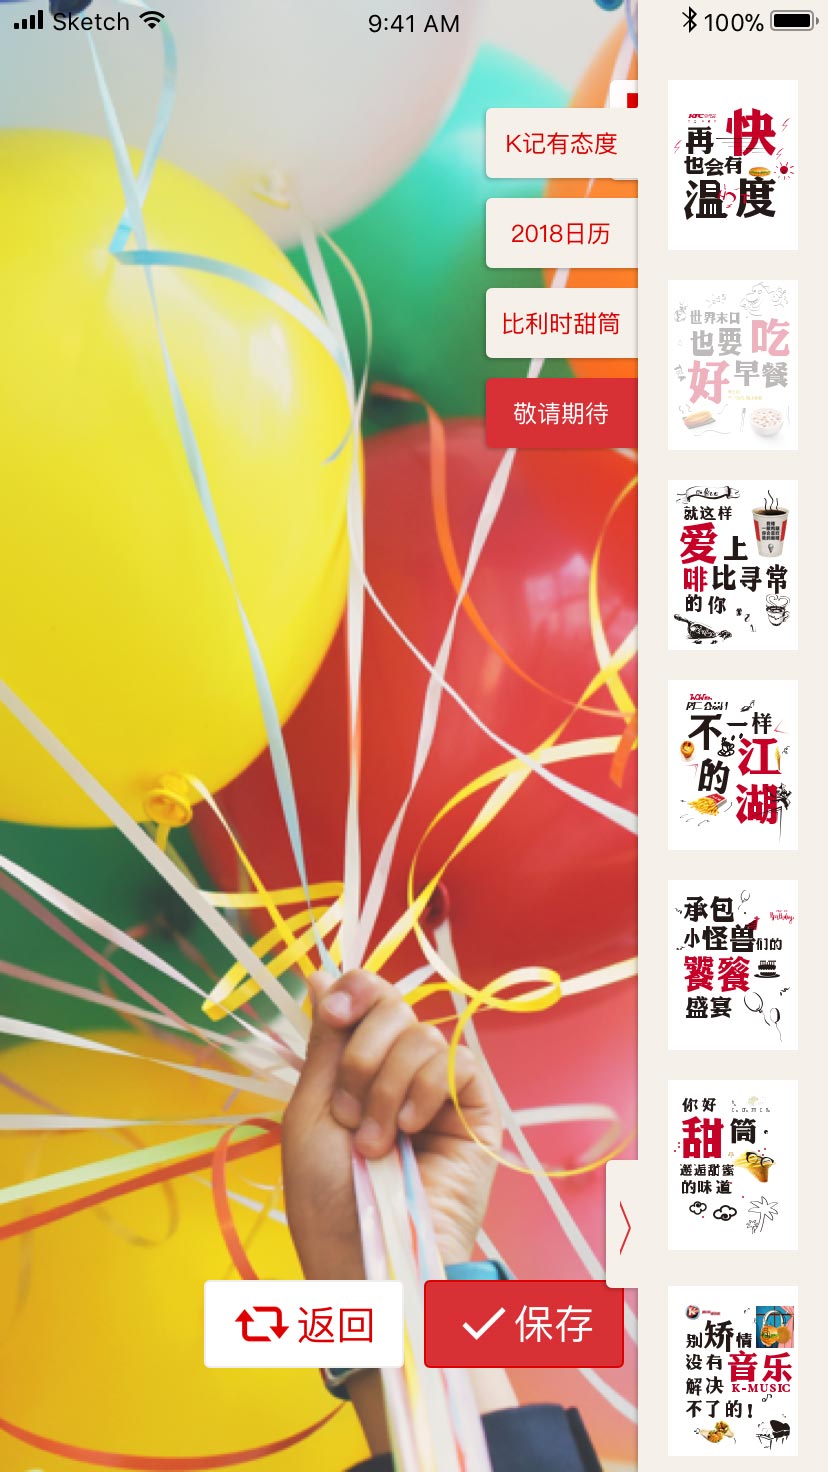 Sketch
9:41 AM
100%
K记有态度
2018日历
比利时甜筒
敬请期待
返回
保存
再快
也会有
温度
世界末日
也要吃
好早餐
就这样
爱上
啡比寻常
的你
不一样
的江
湖
承包
小怪兽们的
饕餮
盛宴
你好
甜筒
邂逅甜蜜
的味道
别矫情
没有音乐
解决 K-MUSIC
不了的!